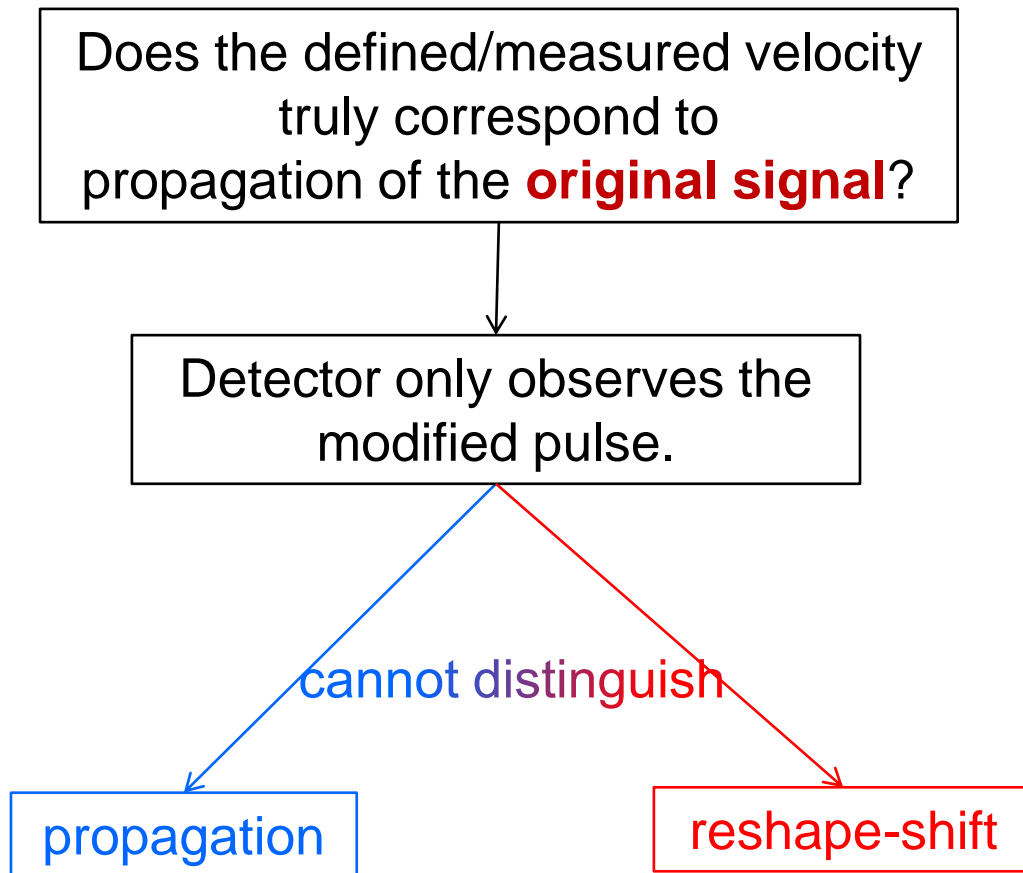 Does the defined/measured velocity
truly correspond to
propagation of the original signal?
Detector only observes the
modified pulse.
cannot distinguish
propagation
reshape-shift